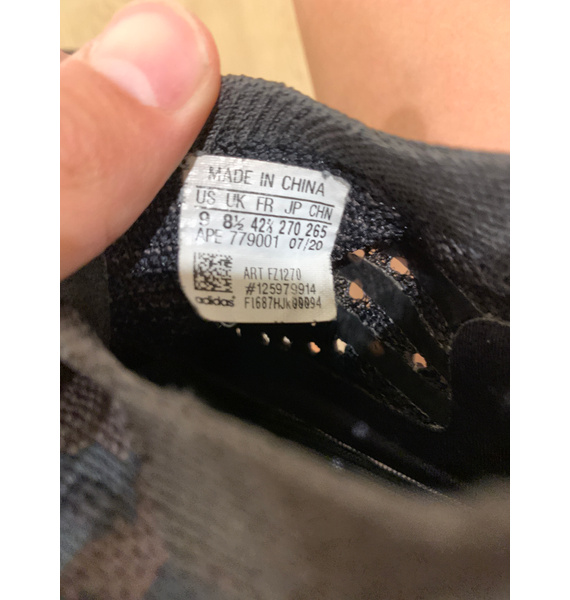 MADE IN CHINA
US UK FR JP CHN
9 8½ 42⅔ 270 265
APE 779001 07/20
ART FZ1270
#125979914
adidas